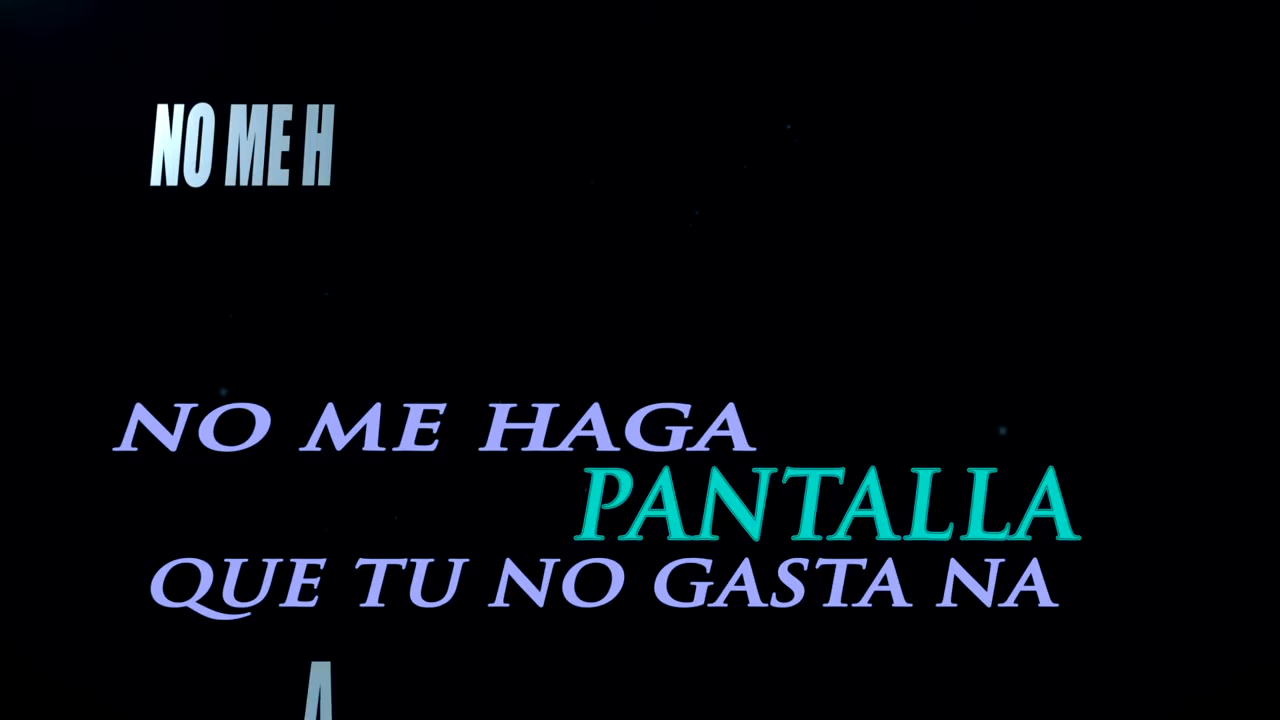 NO ME H
NO ME HAGA
PANTALLA
QUE TU NO GASTA NA
A